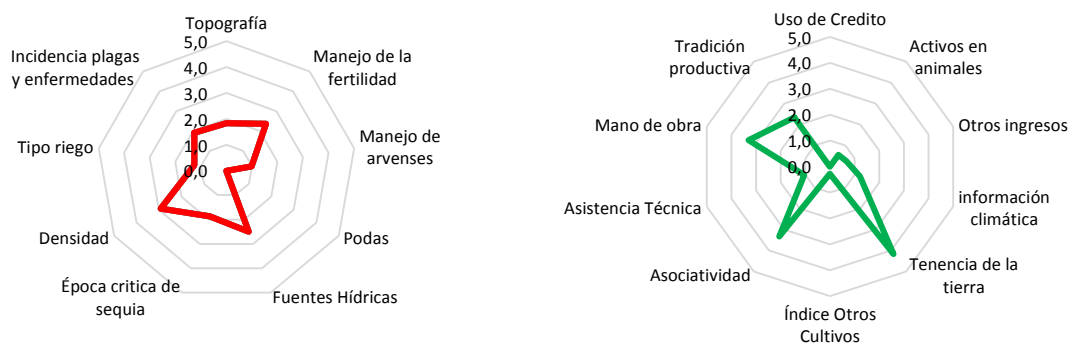 Topografía
5,0
4,0
3,0
2,0
1,0
0,0
Manejo de la
fertilidad
Manejo de
arvenses
Podas
Fuentes Hídricas
Época critica de
sequia
Densidad
Tipo riego
Incidencia plagas
y enfermedades
Uso de Credito
5,0
4,0
3,0
2,0
1,0
0,0
Activos en
animales
Otros ingresos
información
climática
Tenencia de la
tierra
Índice Otros
Cultivos
Asociatividad
Asistencia Técnica
Mano de obra
Tradición
productiva